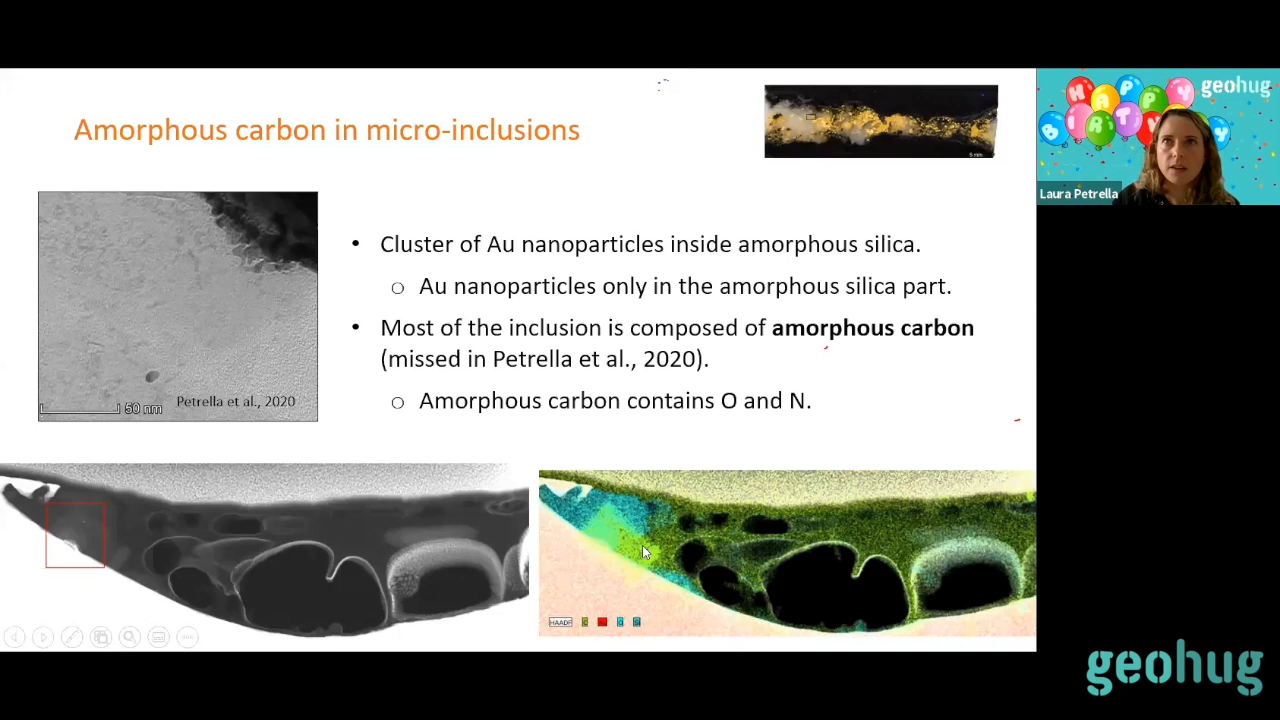 Amorphous carbon in micro-inclusions
5 mm
HAPPY
BIRTHDAY
geohug
Laura Petrella
50 nm
Petrella et al., 2020
• Cluster of Au nanoparticles inside amorphous silica.
○ Au nanoparticles only in the amorphous silica part.
• Most of the inclusion is composed of amorphous carbon
(missed in Petrella et al., 2020).
○ Amorphous carbon contains O and N.
HAADF
geohug